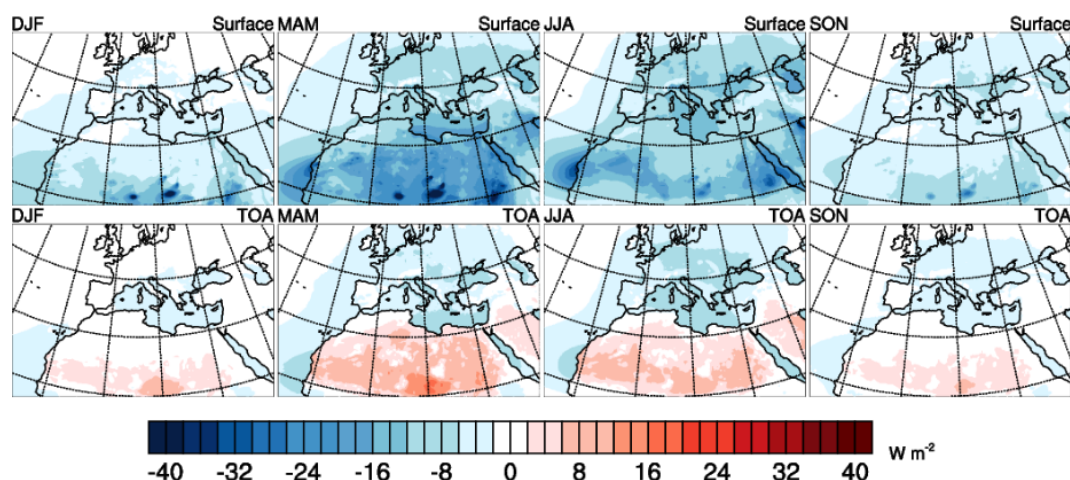 DJF Surface MAM Surface JJA Surface SON Surface
DJF TOA MAM TOA JJA TOA SON TOA
-40 -32 -24 -16 -8 0 8 16 24 32 40 W m-2